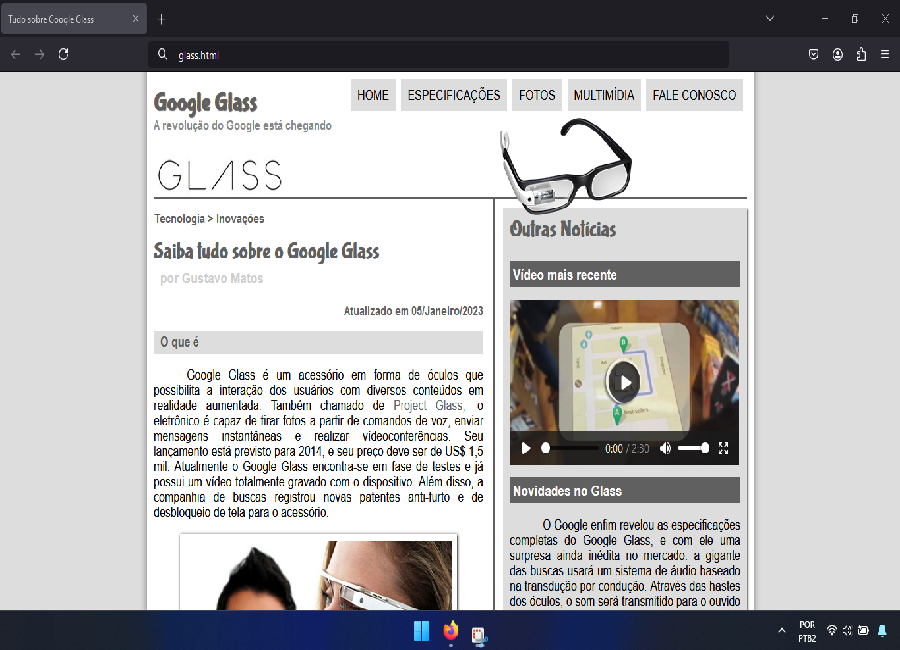 Tudo sobre Google Glass
glass.html
Google Glass
A revolução do Google está chegando
HOME
ESPECIFICAÇÕES
FOTOS
MULTIMÍDIA
FALE CONOSCO
GLASS
Tecnologia > Inovações
Saiba tudo sobre o Google Glass
por Gustavo Matos
Atualizado em 05/Janeiro/2023
O que é
Google Glass é um acessório em forma de óculos que
possibilita a interação dos usuários com diversos conteúdos em
realidade aumentada. Também chamado de Project Glass, o
eletrônico é capaz de tirar fotos a partir de comandos de voz, enviar
mensagens instantâneas e realizar vídeoconferências. Seu
lançamento está previsto para 2014, e seu preço deve ser de US$ 1,5
mil. Atualmente o Google Glass encontra-se em fase de testes e já
possui um vídeo totalmente gravado com o dispositivo. Além disso, a
companhia de buscas registrou novas patentes anti-furto e de
desbloqueio de tela para o acessório.
Outras Notícias
Vídeo mais recente
B
A
0:00 / 2:30
Novidades no Glass
O Google enfim revelou as especificações
completas do Google Glass, e com ele uma
surpresa ainda inédita no mercado, a gigante
das buscas usará um sistema de áudio baseado
na transdução por condução. Através das hastes
dos óculos, o som será transmitido para o ouvido
POR
PTB2